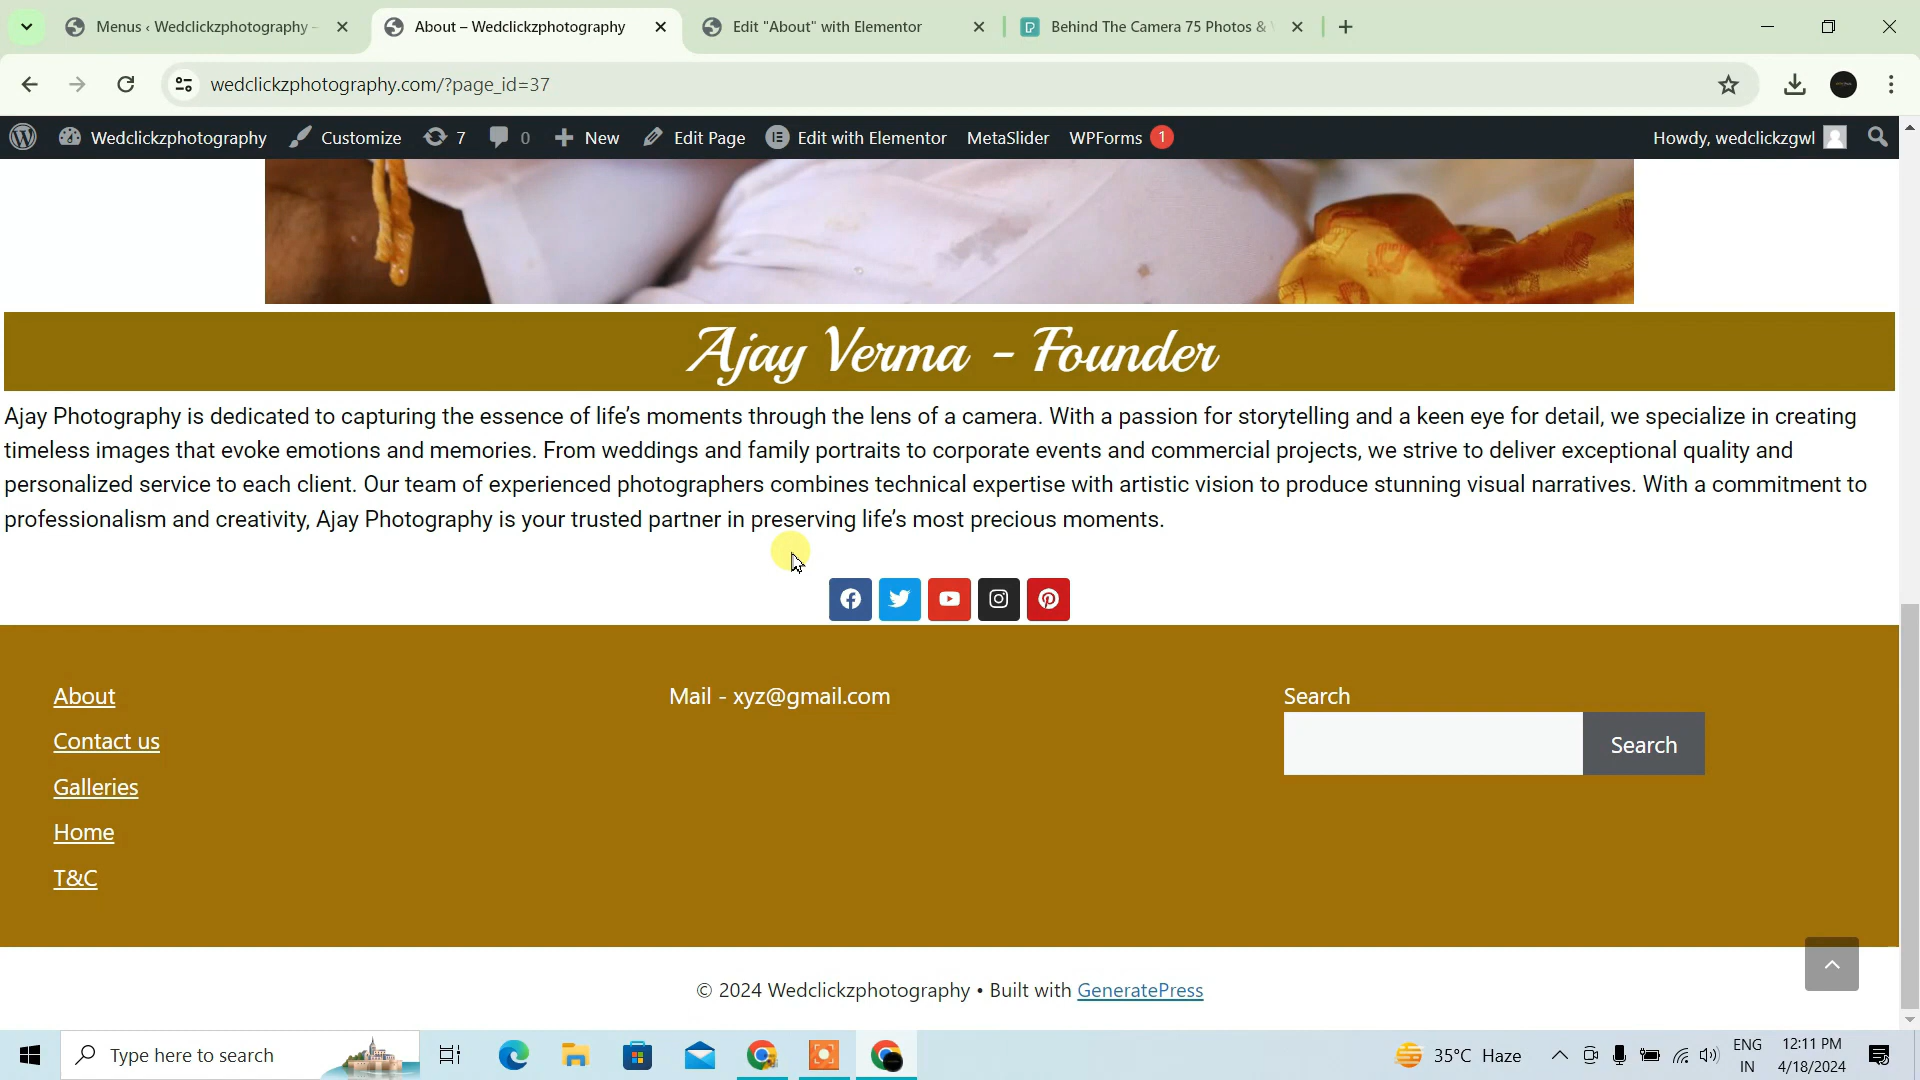 Menus ‹ Wedclickzphotography -
About – Wedclickzphotography
Edit "About" with Elementor
Behind The Camera 75 Photos &
wedclickzphotography.com/?page_id=37
Wedclickzphotography
Customize
7
0
New
Edit Page
Edit with Elementor
MetaSlider
WPForms 1
Howdy, wedclickzgwl
Ajay Verma - Founder
Ajay Photography is dedicated to capturing the essence of life’s moments through the lens of a camera. With a passion for storytelling and a keen eye for detail, we specialize in creating
timeless images that evoke emotions and memories. From weddings and family portraits to corporate events and commercial projects, we strive to deliver exceptional quality and
personalized service to each client. Our team of experienced photographers combines technical expertise with artistic vision to produce stunning visual narratives. With a commitment to
professionalism and creativity, Ajay Photography is your trusted partner in preserving life’s most precious moments.
About
Contact us
Galleries
Home
T&C
Mail - xyz@gmail.com
Search
Search
© 2024 Wedclickzphotography • Built with GeneratePress
Type here to search
35°C Haze
ENG
IN
12:11 PM
4/18/2024